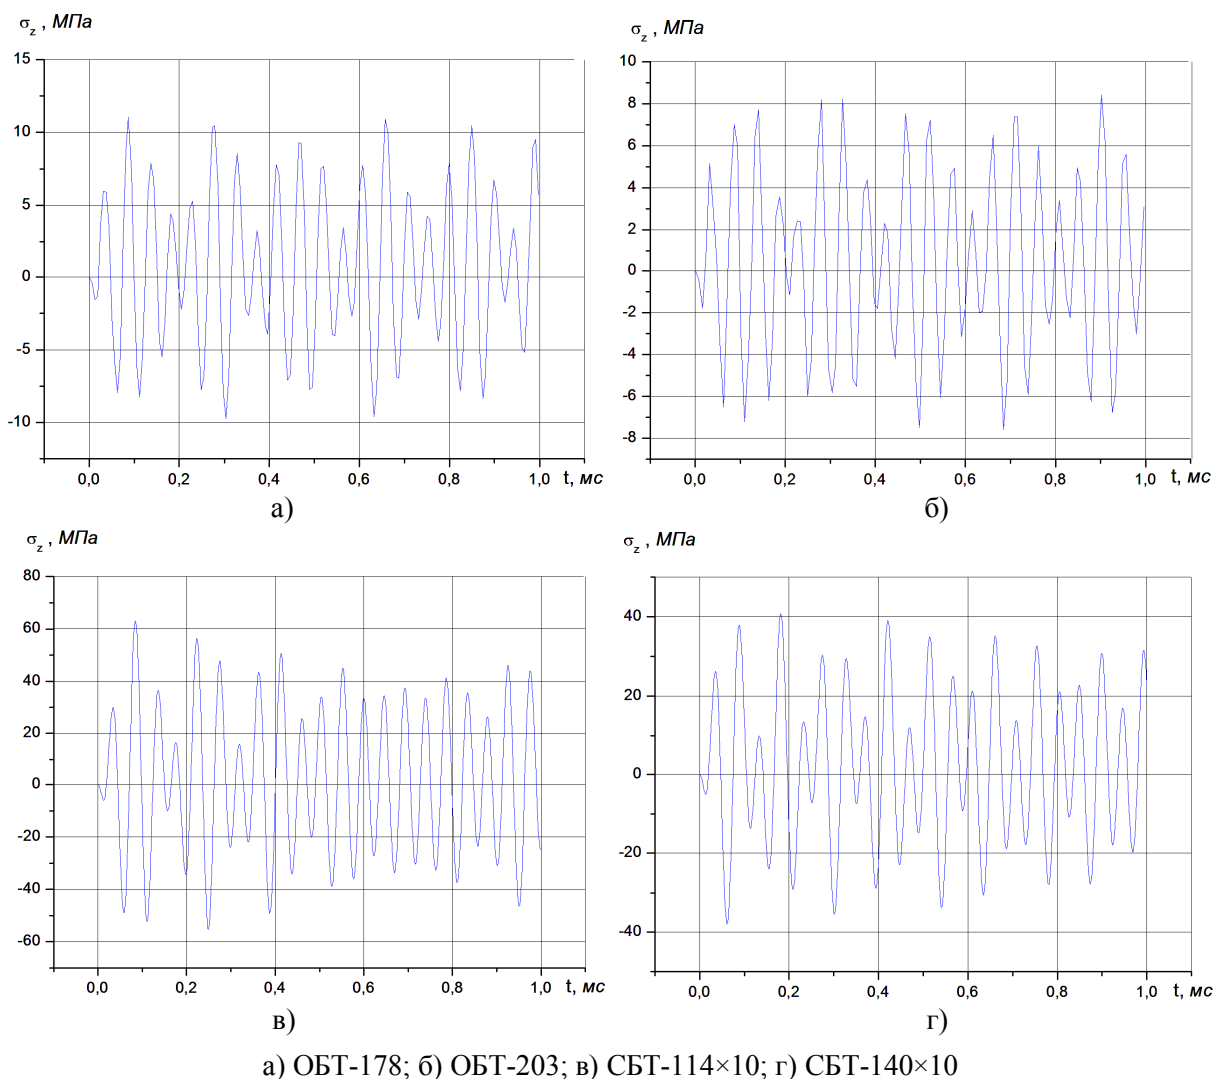 σz , МПа
15
10
5
0
-5
-10
0,0 0,2 0,4 0,6 0,8 1,0 t, мс
а)
σz , МПа
10
8
6
4
2
0
-2
-4
-6
-8
0,0 0,2 0,4 0,6 0,8 1,0 t, мс
б)
σz , МПа
80
60
40
20
0
-20
-40
-60
0,0 0,2 0,4 0,6 0,8 1,0 t, мс
в)
σz , МПа
40
20
0
-20
-40
0,0 0,2 0,4 0,6 0,8 1,0 t, мс
г)
а) ОБТ-178; б) ОБТ-203; в) СБТ-114×10; г) СБТ-140×10